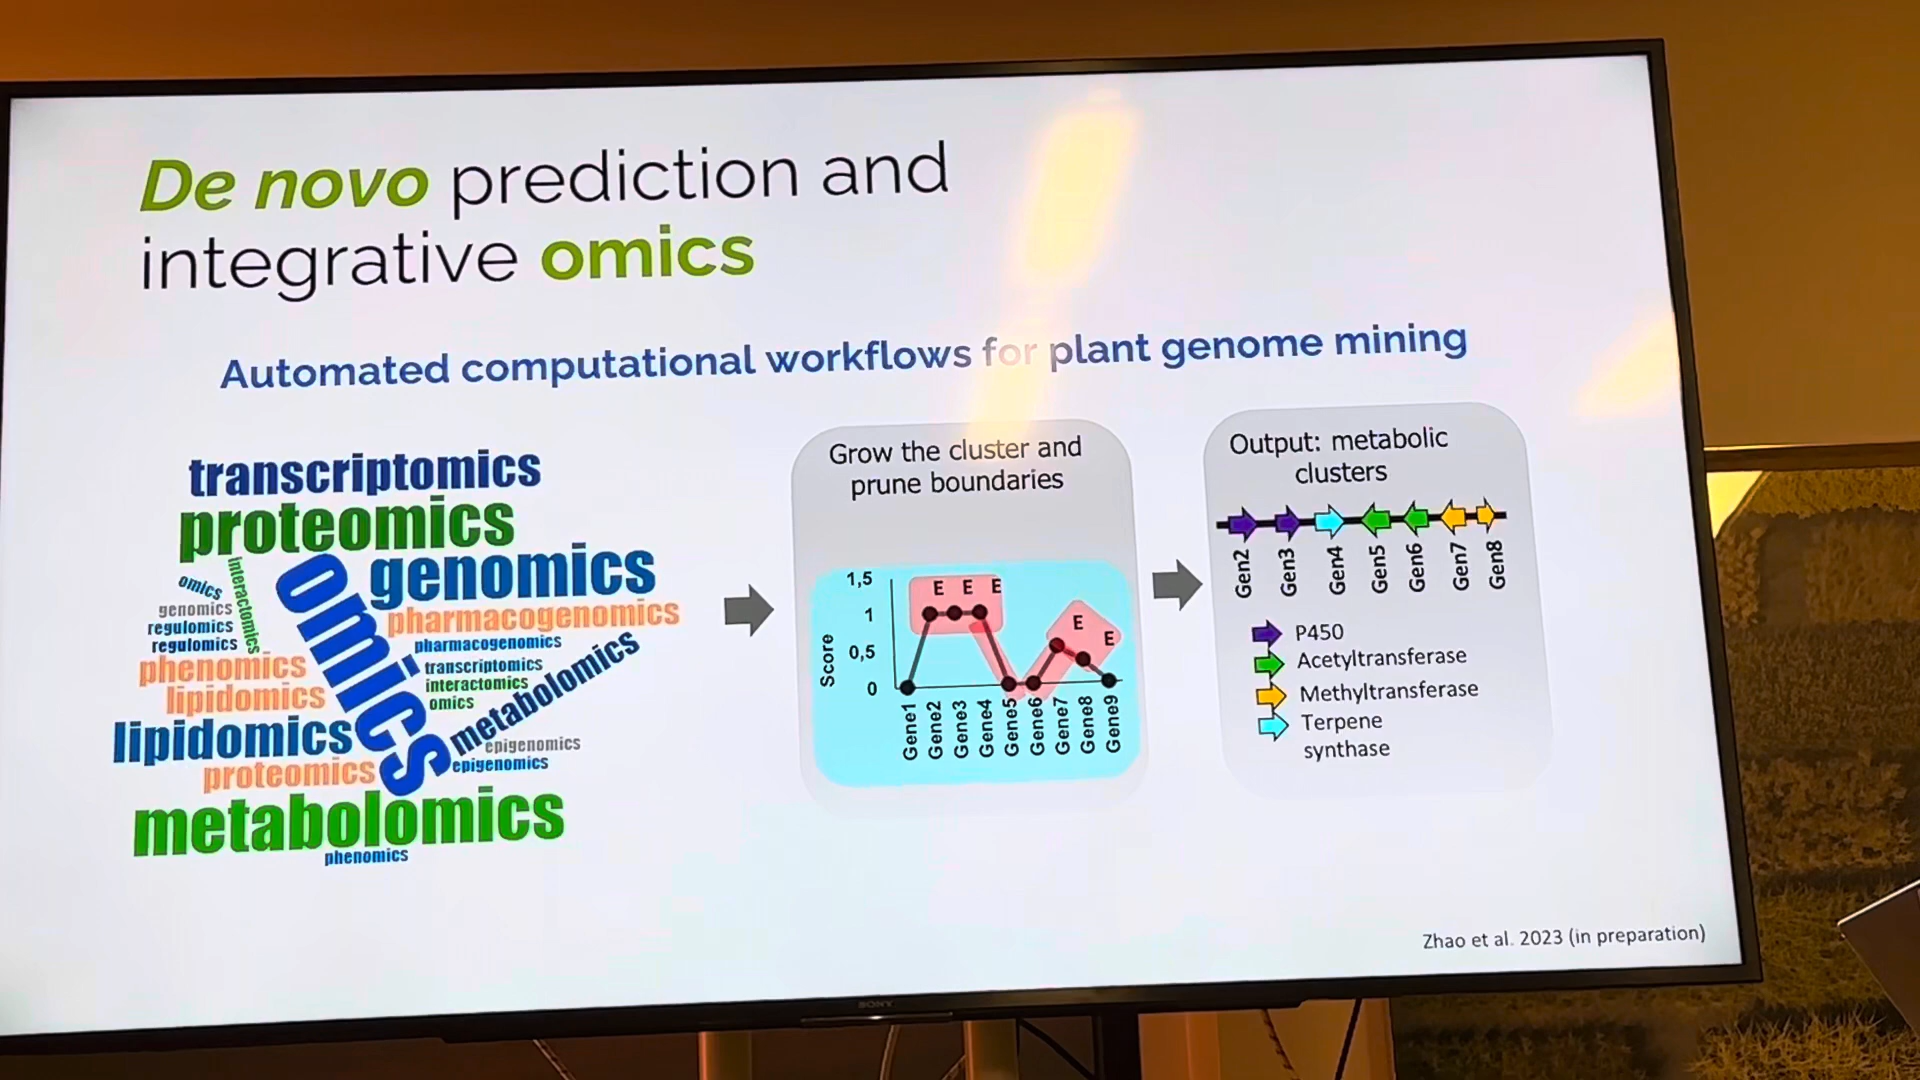 De novo prediction and
integrative omics
Automated computational workflows for plant genome mining
transcriptomics
proteomics
genomics
omics
interactomics
omics
genomics
regulomics
regulomics
pharmacogenomics
pharmacogenomics
phenomics
transcriptomics
interactomics
omics
lipidomics
metabolomics
lipidomics
epigenomics
epigenomics
proteomics
metabolomics
phenomics
Grow the cluster and
prune boundaries
Score
1,5
1
0,5
0
E E E
E
E
Gene1
Gene2
Gene3
Gene4
Gene5
Gene6
Gene7
Gene8
Gene9
Output: metabolic
clusters
Gen2
Gen3
Gen4
Gen5
Gen6
Gen7
Gen8
P450
Acetyltransferase
Methyltransferase
Terpene
synthase
Zhao et al. 2023 (in preparation)
SONY